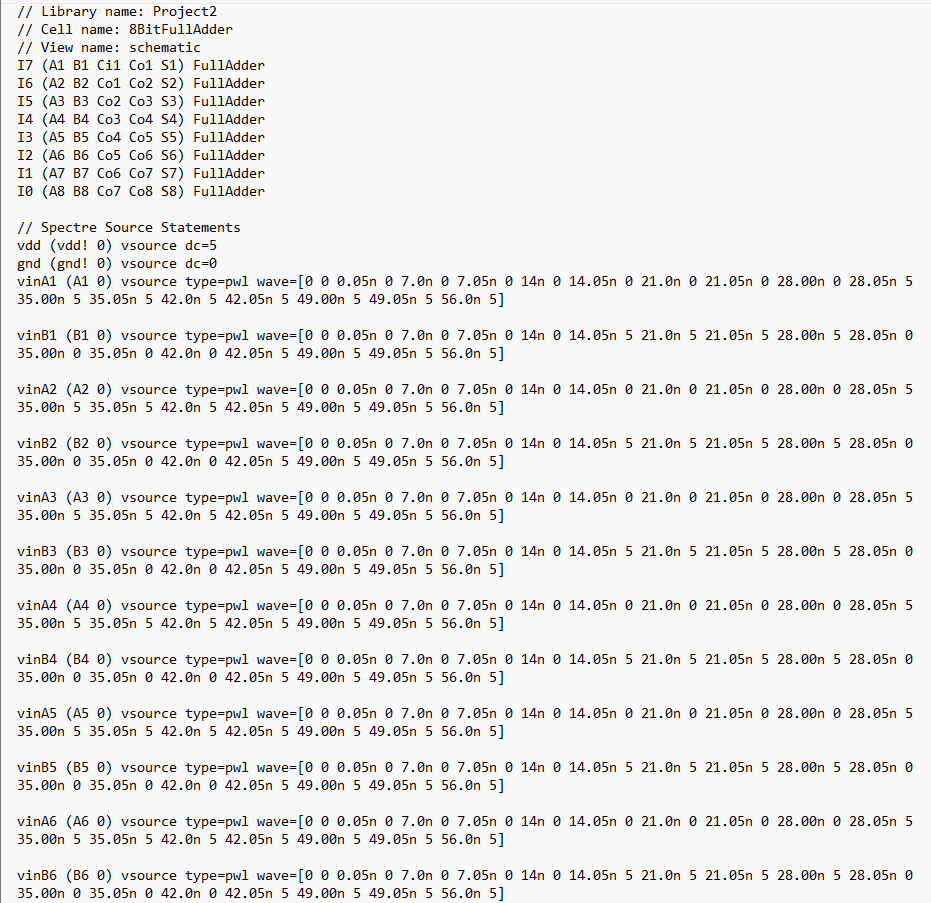 // Library name: Project2
// Cell name: 8BitFullAdder
// View name: schematic
I7 (A1 B1 Ci1 Co1 S1) FullAdder
I6 (A2 B2 Co1 Co2 S2) FullAdder
I5 (A3 B3 Co2 Co3 S3) FullAdder
I4 (A4 B4 Co3 Co4 S4) FullAdder
I3 (A5 B5 Co4 Co5 S5) FullAdder
I2 (A6 B6 Co5 Co6 S6) FullAdder
I1 (A7 B7 Co6 Co7 S7) FullAdder
I0 (A8 B8 Co7 Co8 S8) FullAdder
// Spectre Source Statements
vdd (vdd! 0) vsource dc=5
gnd (gnd! 0) vsource dc=0
vinA1 (A1 0) vsource type=pwl wave=[0 0 0.05n 0 7.0n 0 7.05n 0 14n 0 14.05n 0 21.0n 0 21.05n 0 28.00n 0 28.05n 5
35.00n 5 35.05n 5 42.0n 5 42.05n 5 49.00n 5 49.05n 5 56.0n 5]
vinB1 (B1 0) vsource type=pwl wave=[0 0 0.05n 0 7.0n 0 7.05n 0 14n 0 14.05n 5 21.0n 5 21.05n 5 28.00n 5 28.05n 0
35.00n 0 35.05n 0 42.0n 0 42.05n 5 49.00n 5 49.05n 5 56.0n 5]
vinA2 (A2 0) vsource type=pwl wave=[0 0 0.05n 0 7.0n 0 7.05n 0 14n 0 14.05n 0 21.0n 0 21.05n 0 28.00n 0 28.05n 5
35.00n 5 35.05n 5 42.0n 5 42.05n 5 49.00n 5 49.05n 5 56.0n 5]
vinB2 (B2 0) vsource type=pwl wave=[0 0 0.05n 0 7.0n 0 7.05n 0 14n 0 14.05n 5 21.0n 5 21.05n 5 28.00n 5 28.05n 0
35.00n 0 35.05n 0 42.0n 0 42.05n 5 49.00n 5 49.05n 5 56.0n 5]
vinA3 (A3 0) vsource type=pwl wave=[0 0 0.05n 0 7.0n 0 7.05n 0 14n 0 14.05n 0 21.0n 0 21.05n 0 28.00n 0 28.05n 5
35.00n 5 35.05n 5 42.0n 5 42.05n 5 49.00n 5 49.05n 5 56.0n 5]
vinB3 (B3 0) vsource type=pwl wave=[0 0 0.05n 0 7.0n 0 7.05n 0 14n 0 14.05n 5 21.0n 5 21.05n 5 28.00n 5 28.05n 0
35.00n 0 35.05n 0 42.0n 0 42.05n 5 49.00n 5 49.05n 5 56.0n 5]
vinA4 (A4 0) vsource type=pwl wave=[0 0 0.05n 0 7.0n 0 7.05n 0 14n 0 14.05n 0 21.0n 0 21.05n 0 28.00n 0 28.05n 5
35.00n 5 35.05n 5 42.0n 5 42.05n 5 49.00n 5 49.05n 5 56.0n 5]
vinB4 (B4 0) vsource type=pwl wave=[0 0 0.05n 0 7.0n 0 7.05n 0 14n 0 14.05n 5 21.0n 5 21.05n 5 28.00n 5 28.05n 0
35.00n 0 35.05n 0 42.0n 0 42.05n 5 49.00n 5 49.05n 5 56.0n 5]
vinA5 (A5 0) vsource type=pwl wave=[0 0 0.05n 0 7.0n 0 7.05n 0 14n 0 14.05n 0 21.0n 0 21.05n 0 28.00n 0 28.05n 5
35.00n 5 35.05n 5 42.0n 5 42.05n 5 49.00n 5 49.05n 5 56.0n 5]
vinB5 (B5 0) vsource type=pwl wave=[0 0 0.05n 0 7.0n 0 7.05n 0 14n 0 14.05n 5 21.0n 5 21.05n 5 28.00n 5 28.05n 0
35.00n 0 35.05n 0 42.0n 0 42.05n 5 49.00n 5 49.05n 5 56.0n 5]
vinA6 (A6 0) vsource type=pwl wave=[0 0 0.05n 0 7.0n 0 7.05n 0 14n 0 14.05n 0 21.0n 0 21.05n 0 28.00n 0 28.05n 5
35.00n 5 35.05n 5 42.0n 5 42.05n 5 49.00n 5 49.05n 5 56.0n 5]
vinB6 (B6 0) vsource type=pwl wave=[0 0 0.05n 0 7.0n 0 7.05n 0 14n 0 14.05n 5 21.0n 5 21.05n 5 28.00n 5 28.05n 0
35.00n 0 35.05n 0 42.0n 0 42.05n 5 49.00n 5 49.05n 5 56.0n 5]